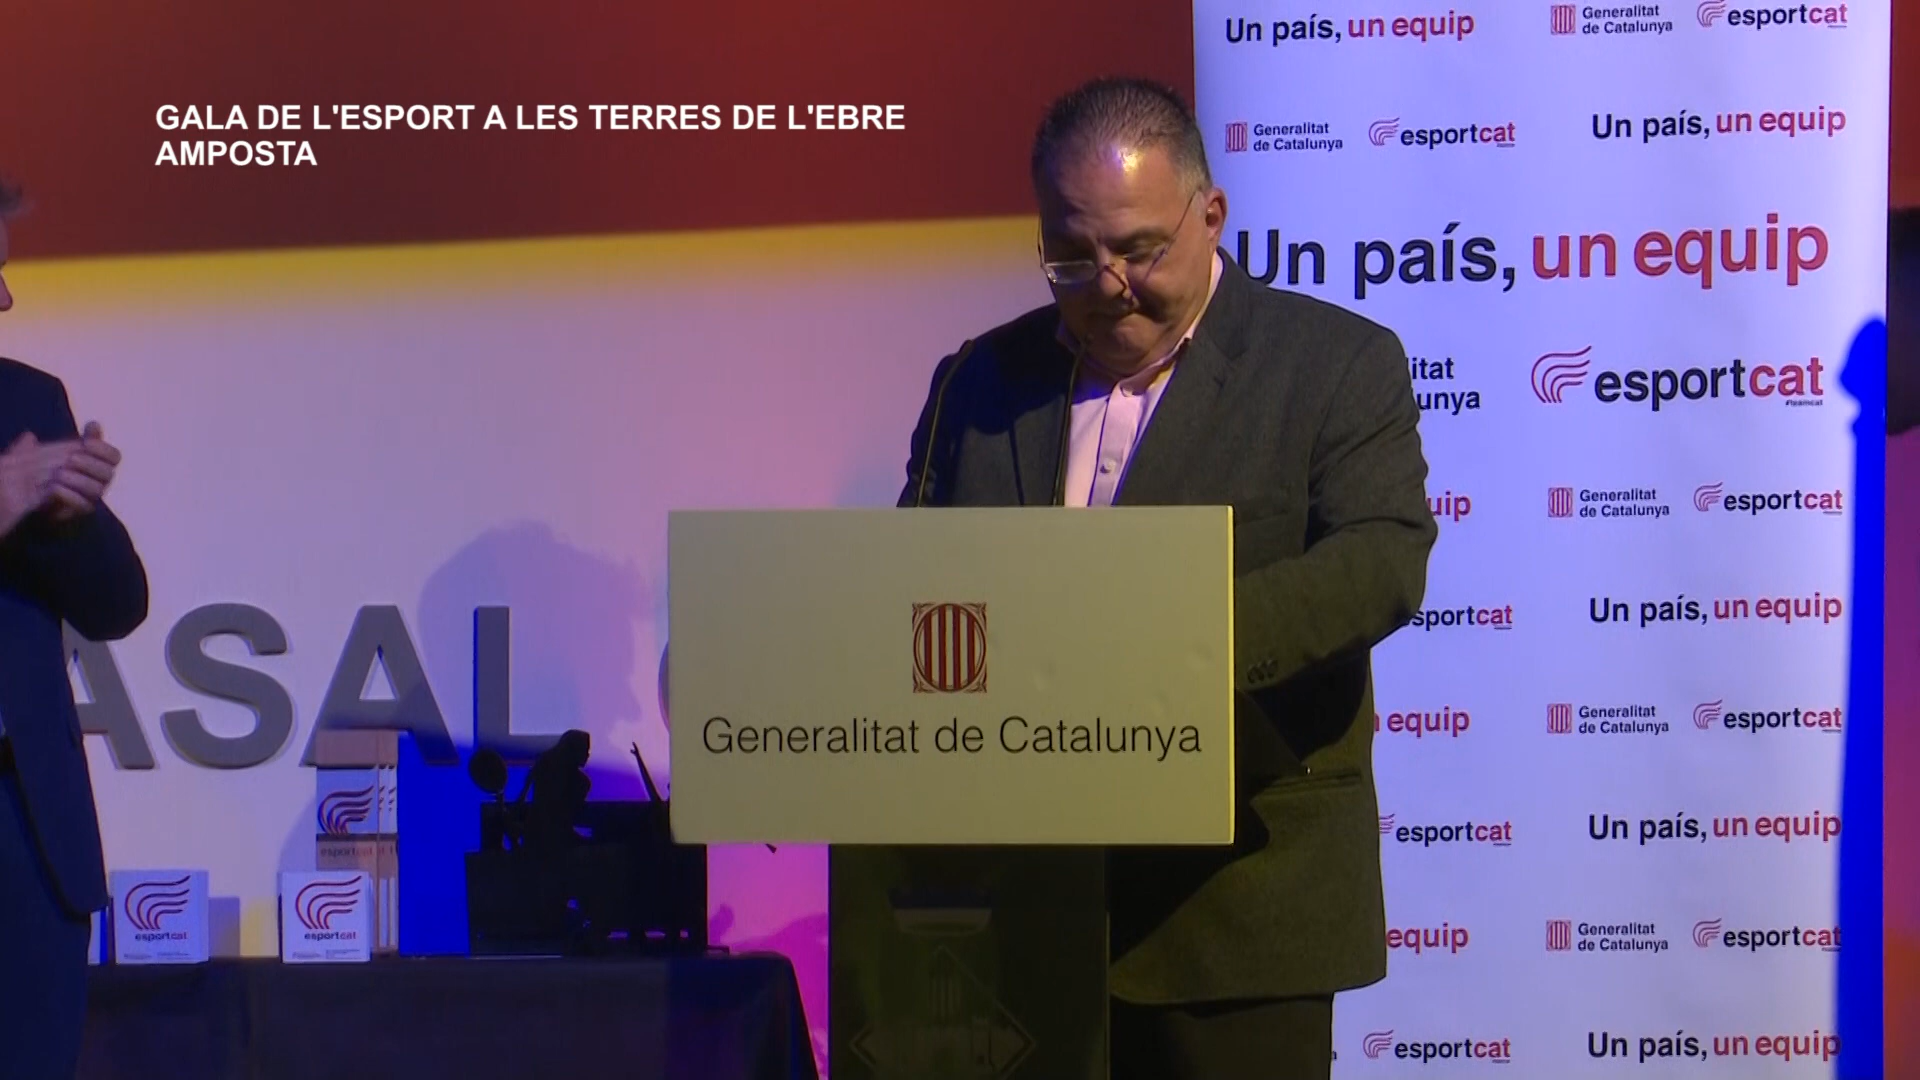 GALA DE L'ESPORT A LES TERRES DE L'EBRE
AMPOSTA
Un país, un equip
Generalitat
de Catalunya
esportcat
Generalitat
de Catalunya
esportcat
Un país, un equip
Un país, un equip
itat
unya
esportcat
#teamcat
uip
Generalitat
de Catalunya
esportcat
sportcat
Un país, un equip
equip
Generalitat
de Catalunya
esportcat
esportcat
Un país, un equip
equip
Generalitat
de Catalunya
esportcat
esportcat
Un país, un equip
ASAL
Generalitat de Catalunya
esportcat
esportcat
esportcat